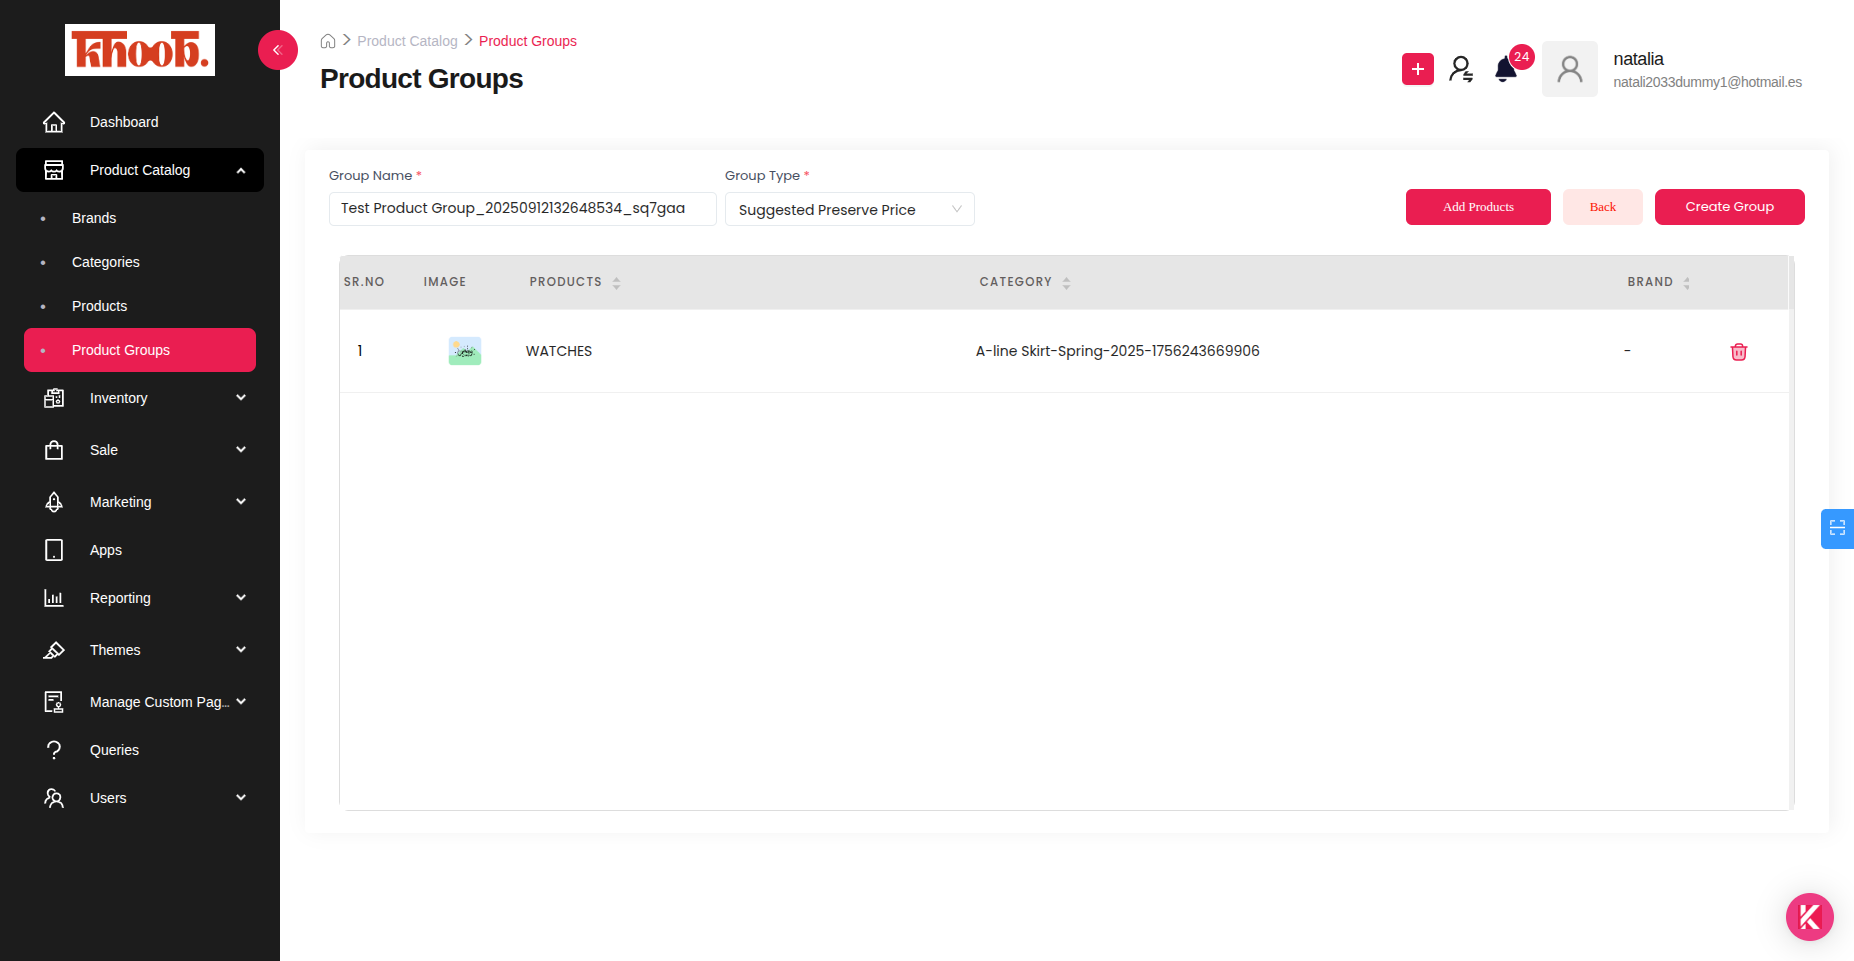 Khoob.
Dashboard
Product Catalog
Brands
Categories
Products
Product Groups
Inventory
Sale
Marketing
Apps
Reporting
Themes
Manage Custom Pag...
Queries
Users
Product Catalog > Product Groups
Product Groups
24
natalia
natali2033dummy1@hotmail.es
Group Name *
Group Type *
Test Product Group_20250912132648534_sq7gaa
Suggested Preserve Price
Add Products
Back
Create Group
SR.NO IMAGE PRODUCTS CATEGORY BRAND
1 WATCHES A-line Skirt-Spring-2025-1756243669906 -
K